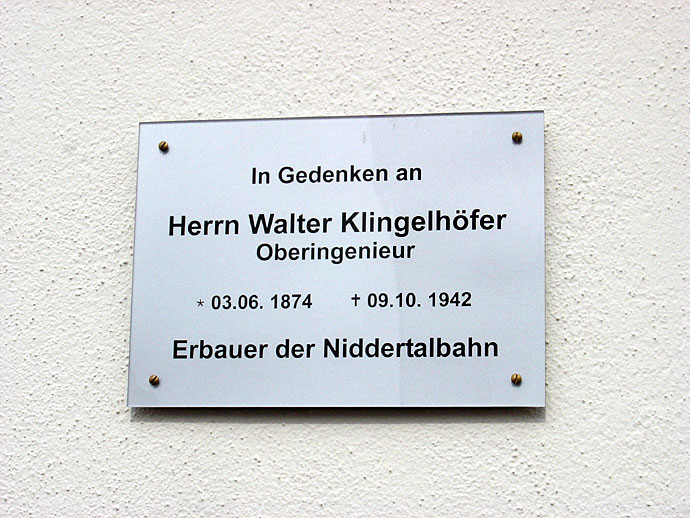 In Gedenken an
Herrn Walter Klingelhöfer
Oberingenieur
* 03.06. 1874 ✝ 09.10. 1942
Erbauer der Niddertalbahn